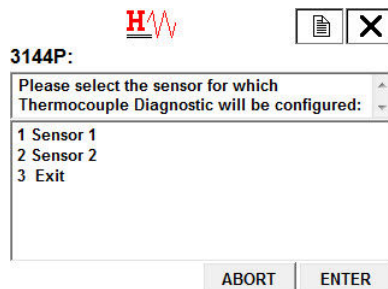 H
3144P:
Please select the sensor for which
Thermocouple Diagnostic will be configured:
1 Sensor 1
2 Sensor 2
3 Exit
ABORT ENTER